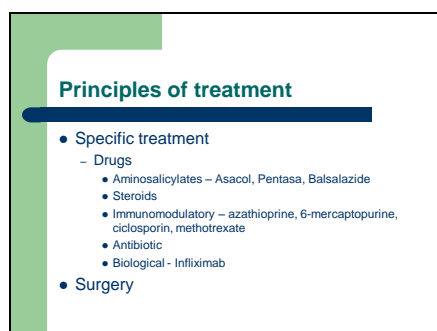 Principles of treatment
● Specific treatment
– Drugs
● Aminosalicylates – Asacol, Pentasa, Balsalazide
● Steroids
● Immunomodulatory – azathioprine, 6-mercaptopurine,
ciclosporin, methotrexate
● Antibiotic
● Biological - Infliximab
● Surgery